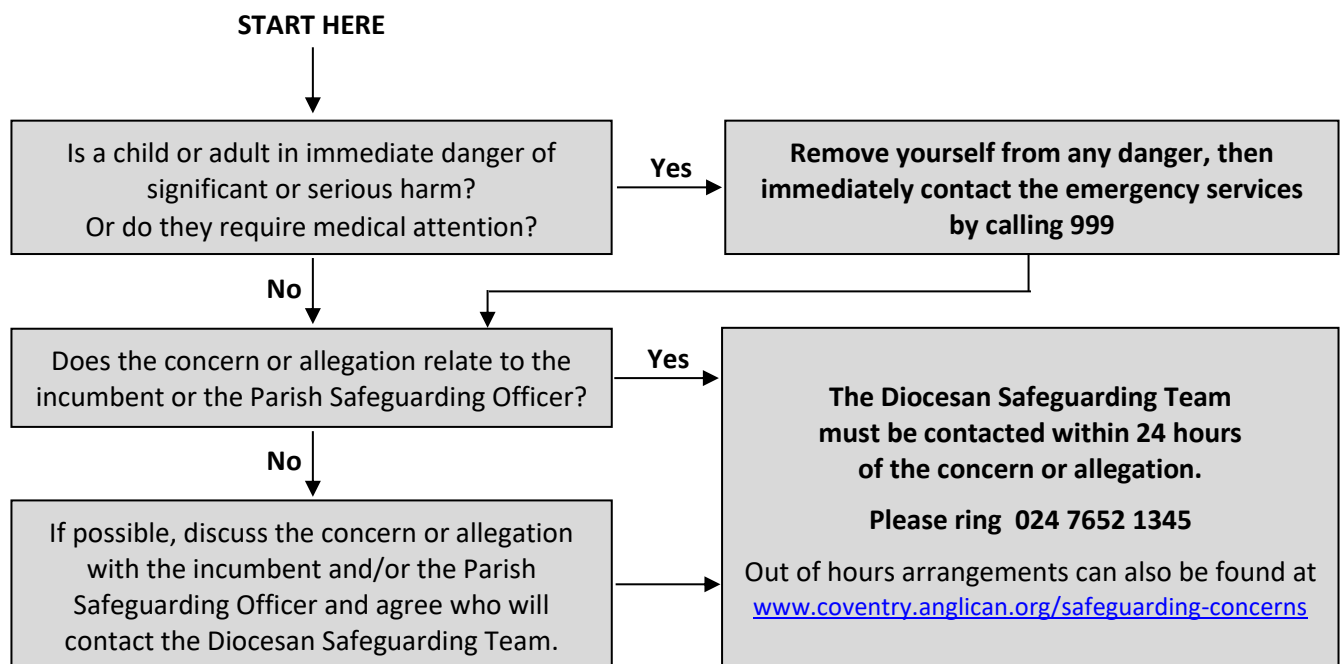 START HERE
Is a child or adult in immediate danger of
significant or serious harm?
Or do they require medical attention?
Yes
Remove yourself from any danger, then
immediately contact the emergency services
by calling 999
No
Does the concern or allegation relate to the
incumbent or the Parish Safeguarding Officer?
Yes
The Diocesan Safeguarding Team
must be contacted within 24 hours
of the concern or allegation.
Please ring 024 7652 1345
Out of hours arrangements can also be found at
www.coventry.anglican.org/safeguarding-concerns
No
If possible, discuss the concern or allegation
with the incumbent and/or the Parish
Safeguarding Officer and agree who will
contact the Diocesan Safeguarding Team.